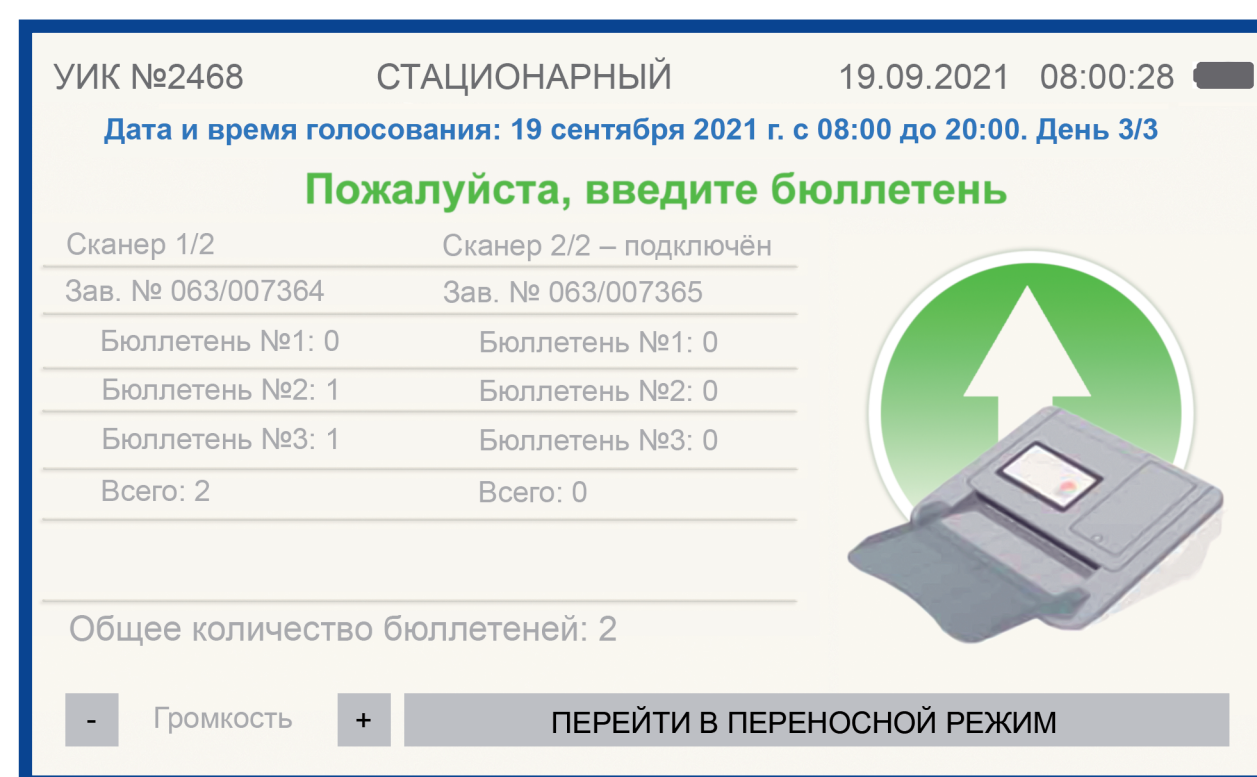 УИК №2468 СТАЦИОНАРНЫЙ 19.09.2021 08:00:28
Дата и время голосования: 19 сентября 2021 г. с 08:00 до 20:00. День 3/3
Пожалуйста, введите бюллетень
Сканер 1/2 Сканер 2/2 – подключён
Зав. № 063/007364 Зав. № 063/007365
Бюллетень №1: 0 Бюллетень №1: 0
Бюллетень №2: 1 Бюллетень №2: 0
Бюллетень №3: 1 Бюллетень №3: 0
Всего: 2 Всего: 0
Общее количество бюллетеней: 2
- Громкость + ПЕРЕЙТИ В ПЕРЕНОСНОЙ РЕЖИМ